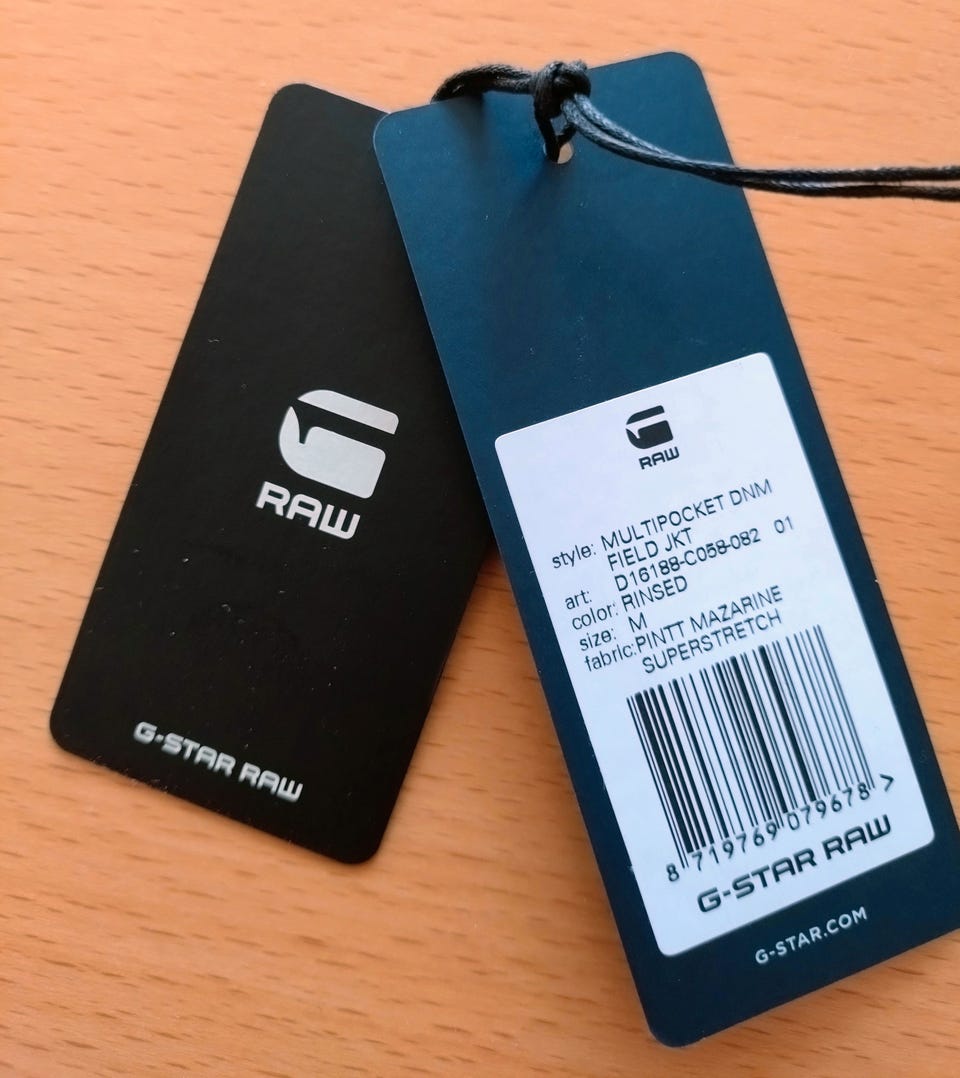 RAW
G-STAR RAW
RAW
style: MULTIPOCKET DNM
FIELD JKT
art: D16188-C058-082 01
color: RINSED
size: M
fabric: PINTT MAZARINE
SUPERSTRETCH
8 719769 079678 >
G-STAR RAW
G-STAR.COM